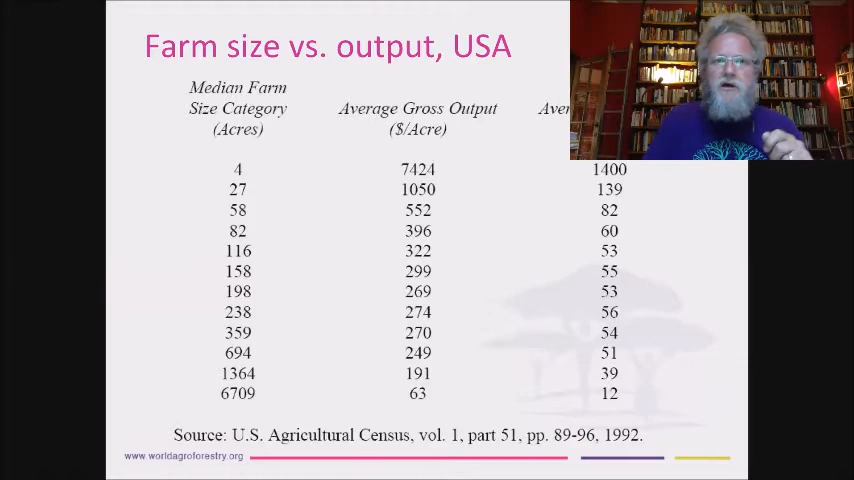 Farm size vs. output, USA
Median Farm
Size Category Average Gross Output
(Acres) ($/Acre)
4 7424 1400
27 1050 139
58 552 82
82 396 60
116 322 53
158 299 55
198 269 53
238 274 56
359 270 54
694 249 51
1364 191 39
6709 63 12
Source: U.S. Agricultural Census, vol. 1, part 51, pp. 89-96, 1992.
www.worldagroforestry.org